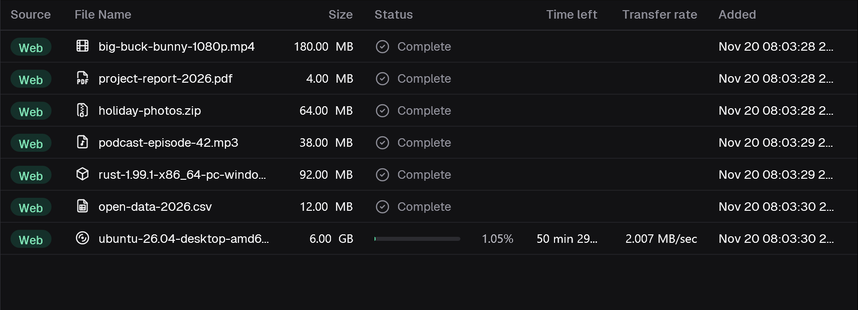 Source File Name Size Status Time left Transfer rate Added
Web big-buck-bunny-1080p.mp4 180.00 MB Complete Nov 20 08:03:28 2...
Web PDF project-report-2026.pdf 4.00 MB Complete Nov 20 08:03:28 2...
Web holiday-photos.zip 64.00 MB Complete Nov 20 08:03:28 2...
Web podcast-episode-42.mp3 38.00 MB Complete Nov 20 08:03:29 2...
Web rust-1.99.1-x86_64-pc-windo... 92.00 MB Complete Nov 20 08:03:29 2...
Web open-data-2026.csv 12.00 MB Complete Nov 20 08:03:30 2...
Web ubuntu-26.04-desktop-amd6... 6.00 GB 1.05% 50 min 29... 2.007 MB/sec Nov 20 08:03:30 2...